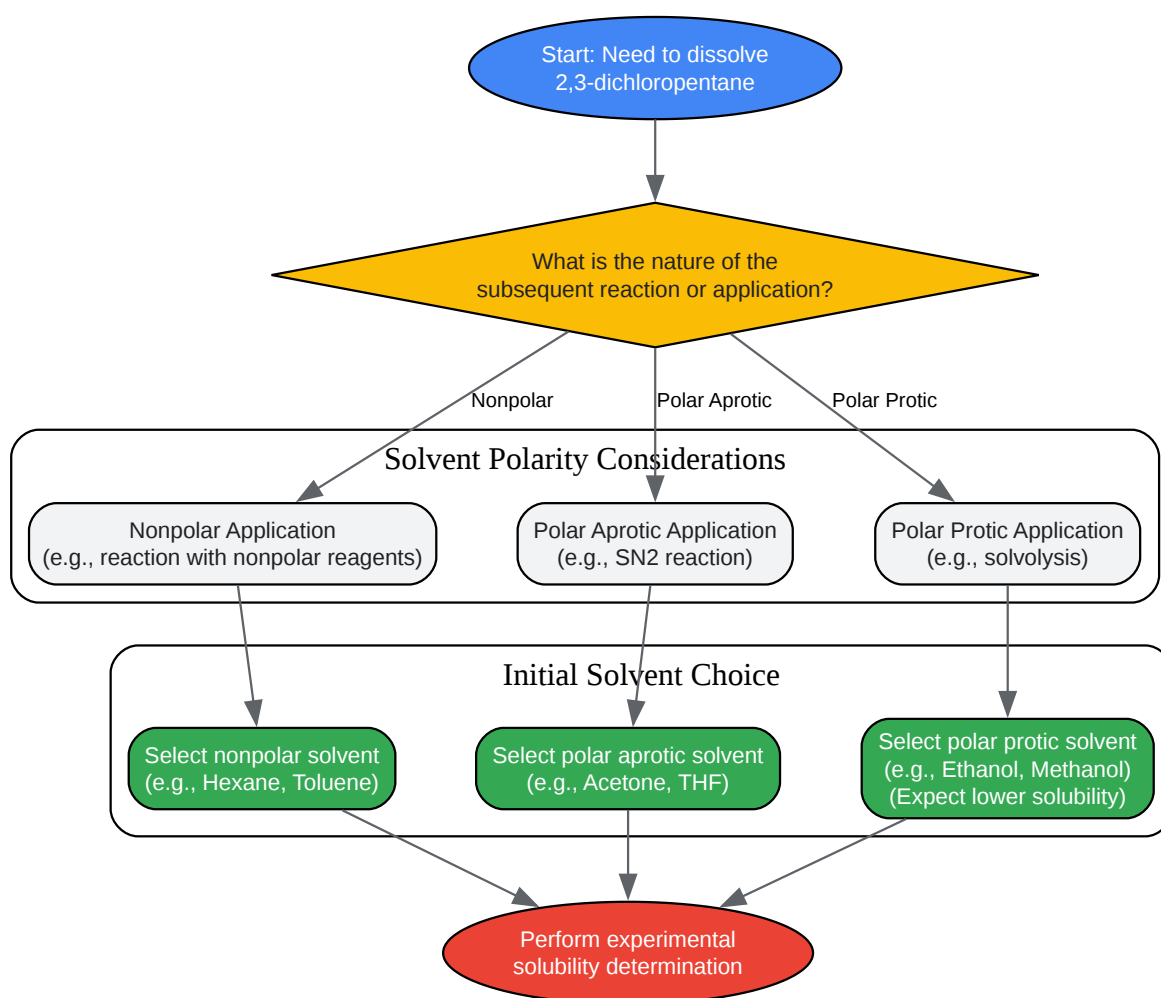 Start: Need to dissolve
2,3-dichloropentane
What is the nature of the
subsequent reaction or application?
Nonpolar
Polar Aprotic
Polar Protic
Solvent Polarity Considerations
Nonpolar Application
(e.g., reaction with nonpolar reagents)
Polar Aprotic Application
(e.g., SN2 reaction)
Polar Protic Application
(e.g., solvolysis)
Initial Solvent Choice
Select nonpolar solvent
(e.g., Hexane, Toluene)
Select polar aprotic solvent
(e.g., Acetone, THF)
Select polar protic solvent
(e.g., Ethanol, Methanol)
(Expect lower solubility)
Perform experimental
solubility determination